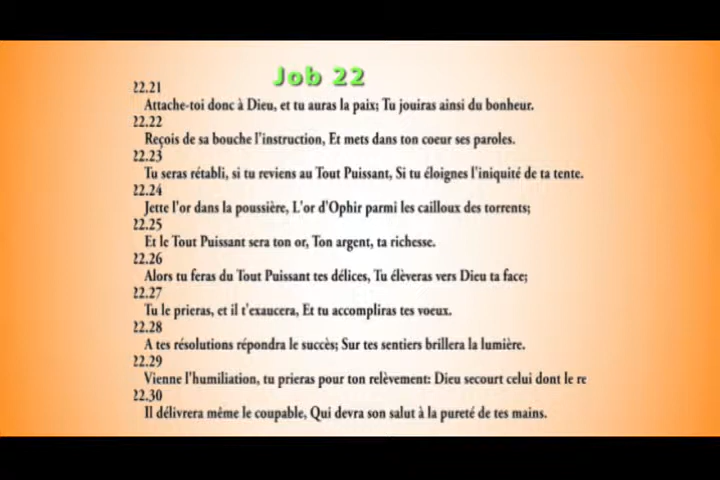 Job 22
22.21
Attache-toi donc à Dieu, et tu auras la paix; Tu jouiras ainsi du bonheur.
22.22
Reçois de sa bouche l'instruction, Et mets dans ton coeur ses paroles.
22.23
Tu seras rétabli, si tu reviens au Tout Puissant, Si tu éloignes l'iniquité de ta tente.
22.24
Jette l'or dans la poussière, L'or d'Ophir parmi les cailloux des torrents;
22.25
Et le Tout Puissant sera ton or, Ton argent, ta richesse.
22.26
Alors tu feras du Tout Puissant tes délices, Tu élèveras vers Dieu ta face;
22.27
Tu le prieras, et il t'exaucera, Et tu accompliras tes voeux.
22.28
A tes résolutions répondra le succès; Sur tes sentiers brillera la lumière.
22.29
Vienne l'humiliation, tu prieras pour ton relèvement: Dieu secourt celui dont le re
22.30
Il délivrera même le coupable, Qui devra son salut à la pureté de tes mains.